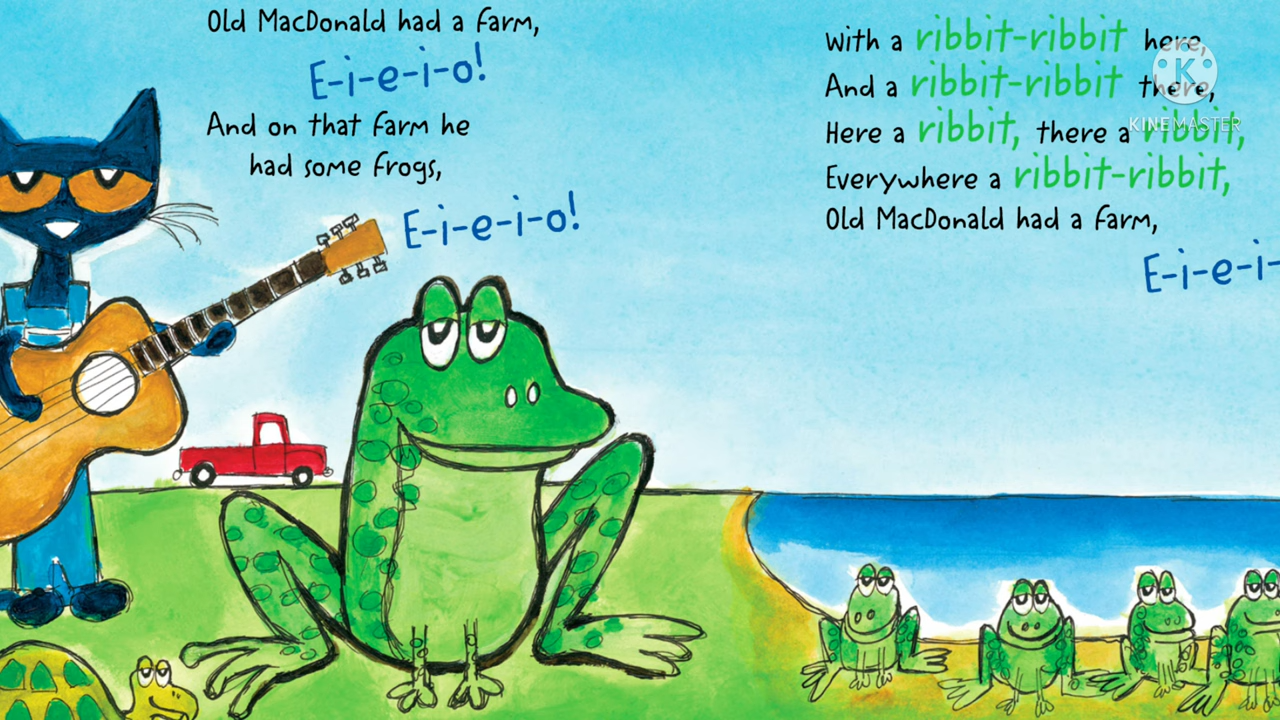 Old MacDonald had a farm,
E-i-e-i-o!
And on that farm he
had some frogs,
E-i-e-i-o!
With a ribbit-ribbit here,
And a ribbit-ribbit there,
Here a ribbit, there a ribbit,
Everywhere a ribbit-ribbit,
Old MacDonald had a farm,
E-i-e-i-
K
KINEMASTER